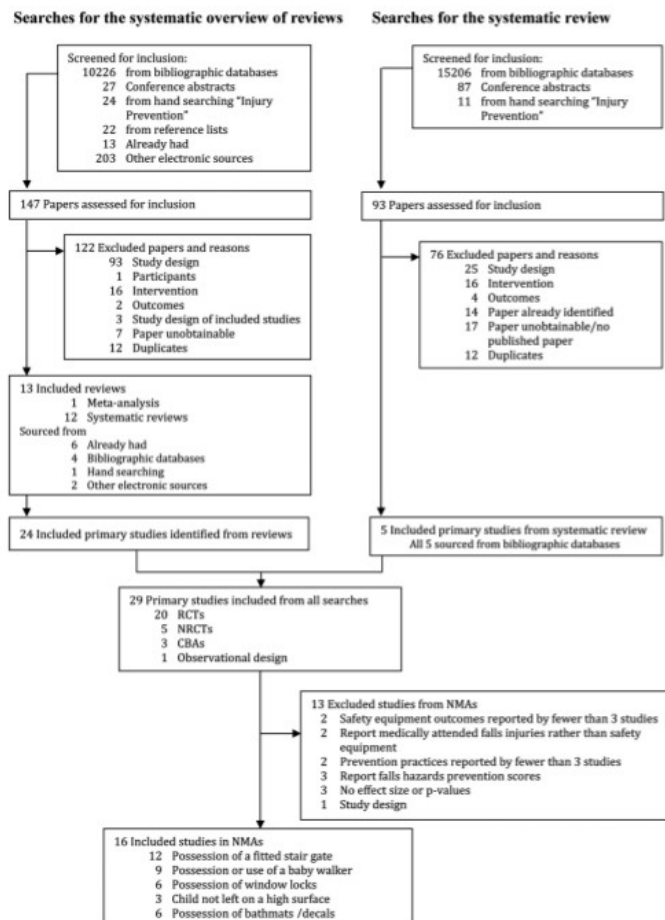 Searches for the systematic overview of reviews
Searches for the systematic review
Screened for inclusion:
10226 from bibliographic databases
27 Conference abstracts
24 from hand searching "Injury
Prevention"
22 from reference lists
13 Already had
203 Other electronic sources
Screened for inclusion:
15206 from bibliographic databases
87 Conference abstracts
11 from hand searching "Injury
Prevention"
147 Papers assessed for inclusion
93 Papers assessed for inclusion
122 Excluded papers and reasons
93 Study design
1 Participants
16 Intervention
2 Outcomes
3 Study design of included studies
7 Paper unobtainable
12 Duplicates
76 Excluded papers and reasons
25 Study design
16 Intervention
4 Outcomes
14 Paper already identified
17 Paper unobtainable/no
published paper
12 Duplicates
13 Included reviews
1 Meta-analysis
12 Systematic reviews
Sourced from
6 Already had
4 Bibliographic databases
1 Hand searching
2 Other electronic sources
24 Included primary studies identified from reviews
5 Included primary studies from systematic review
All 5 sourced from bibliographic databases
29 Primary studies included from all searches
20 RCTs
5 NRCTs
3 CBAs
1 Observational design
13 Excluded studies from NMAs
2 Safety equipment outcomes reported by fewer than 3 studies
2 Report medically attended falls injuries rather than safety
equipment
2 Prevention practices reported by fewer than 3 studies
3 Report falls hazards prevention scores
3 No effect size or p-values
1 Study design
16 Included studies in NMAs
12 Possession of a fitted stair gate
9 Possession or use of a baby walker
6 Possession of window locks
3 Child not left on a high surface
6 Possession of bathmats /decals